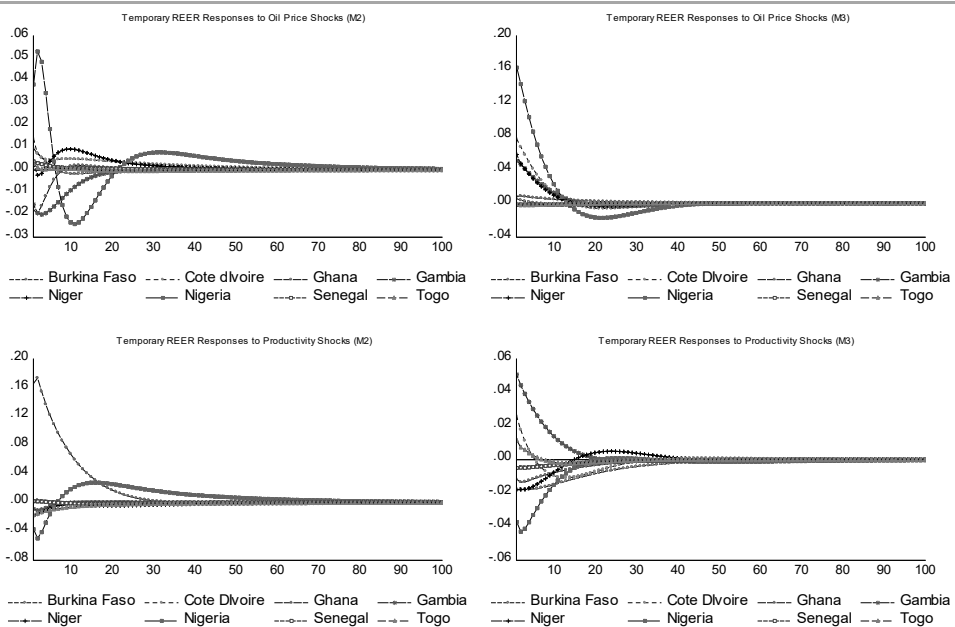 Temporary REER Responses to Oil Price Shocks (M2)
.06
.05
.04
.03
.02
.01
.00
-.01
-.02
-.03
10 20 30 40 50 60 70 80 90 100
Burkina Faso Cote dIvoire Ghana Gambia
Niger Nigeria Senegal Togo
Temporary REER Responses to Oil Price Shocks (M3)
.20
.16
.12
.08
.04
.00
-.04
10 20 30 40 50 60 70 80 90 100
Burkina Faso Cote DIvoire Ghana Gambia
Niger Nigeria Senegal Togo
Temporary REER Responses to Productivity Shocks (M2)
.20
.16
.12
.08
.04
.00
-.04
-.08
10 20 30 40 50 60 70 80 90 100
Burkina Faso Cote DIvoire Ghana Gambia
Niger Nigeria Senegal Togo
Temporary REER Responses to Productivity Shocks (M3)
.06
.04
.02
.00
-.02
-.04
-.06
10 20 30 40 50 60 70 80 90 100
Burkina Faso Cote DIvoire Ghana Gambia
Niger Nigeria Senegal Togo